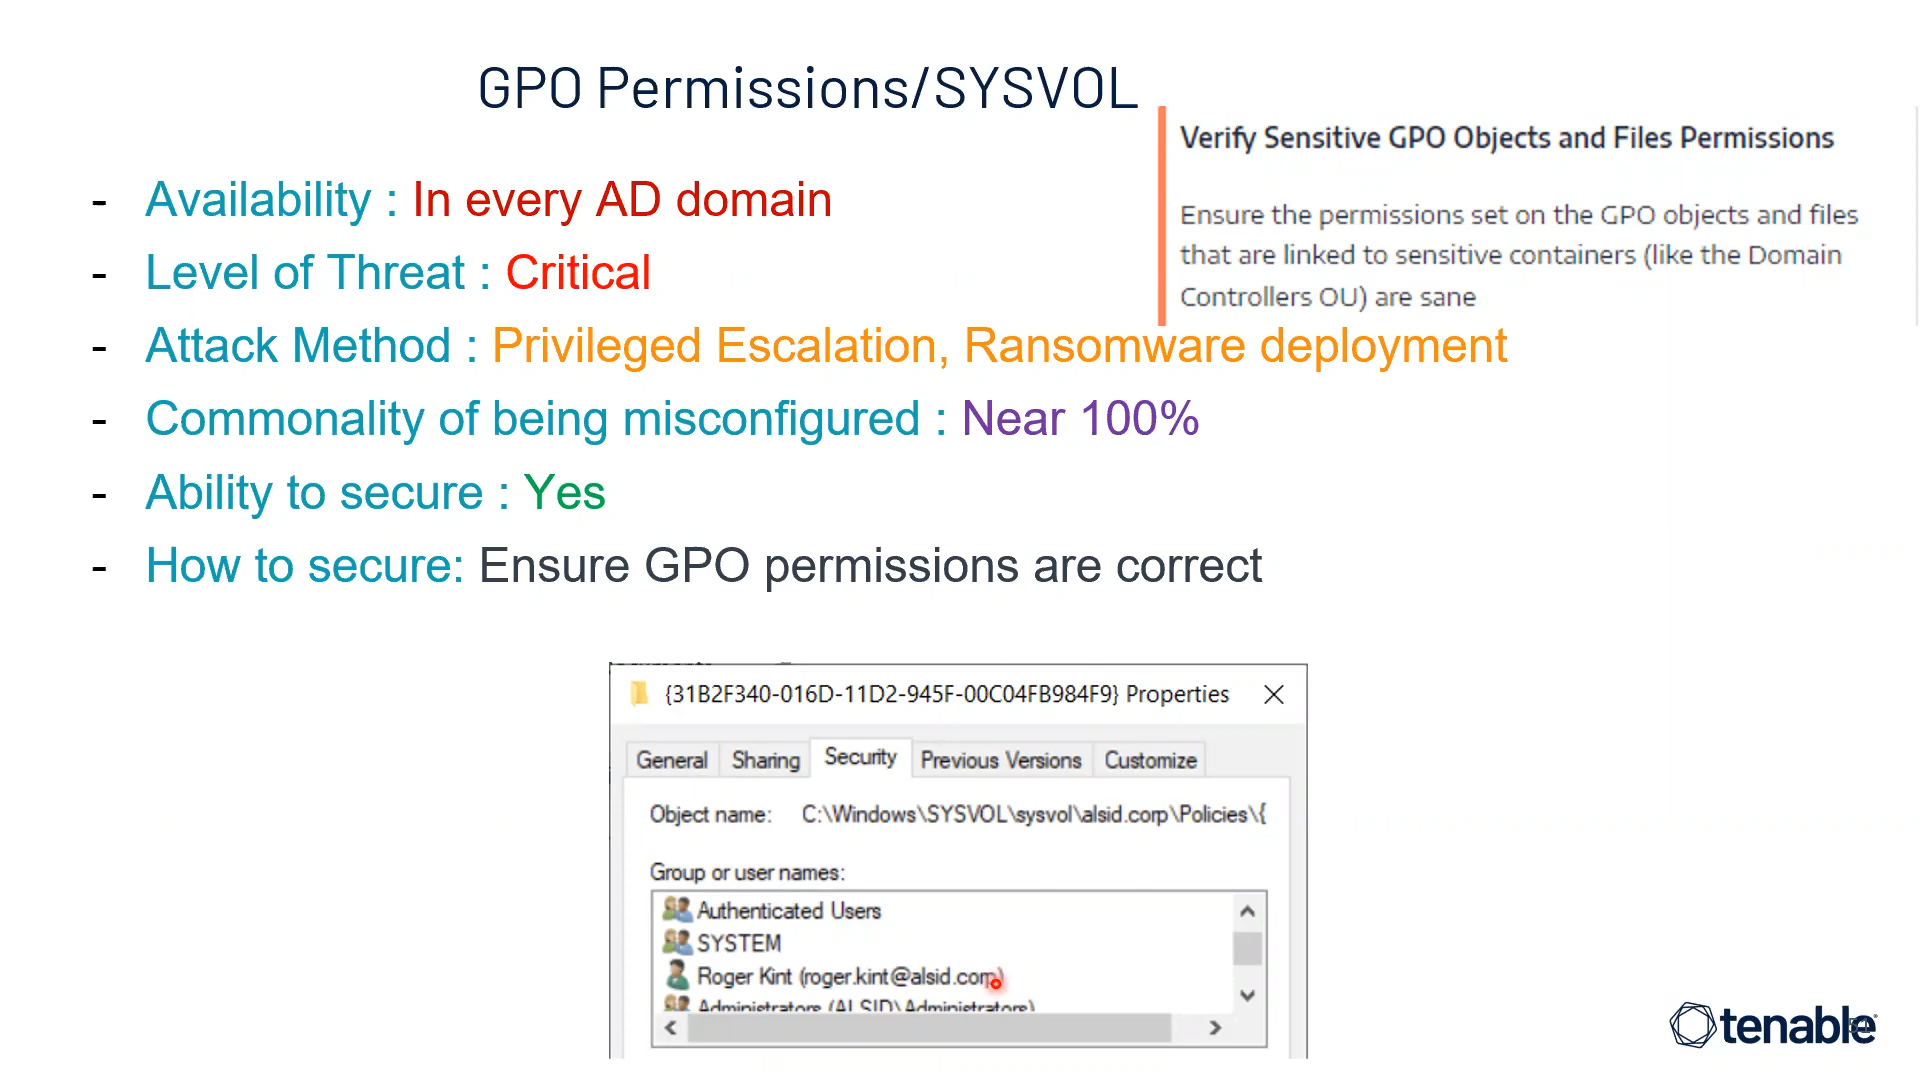 GPO Permissions/SYSVOL
Verify Sensitive GPO Objects and Files Permissions
Ensure the permissions set on the GPO objects and files
that are linked to sensitive containers (like the Domain
Controllers OU) are sane
- Availability : In every AD domain
- Level of Threat : Critical
- Attack Method : Privileged Escalation, Ransomware deployment
- Commonality of being misconfigured : Near 100%
- Ability to secure : Yes
- How to secure: Ensure GPO permissions are correct
{31B2F340-016D-11D2-945F-00C04FB984F9} Properties
General Sharing Security Previous Versions Customize
Object name: C:\Windows\SYSVOL\sysvol\alsid.corp\Policies\{
Group or user names:
Authenticated Users
SYSTEM
Roger Kint (roger.kint@alsid.corp)
Administrators (ALSID\Administrators)
tenable